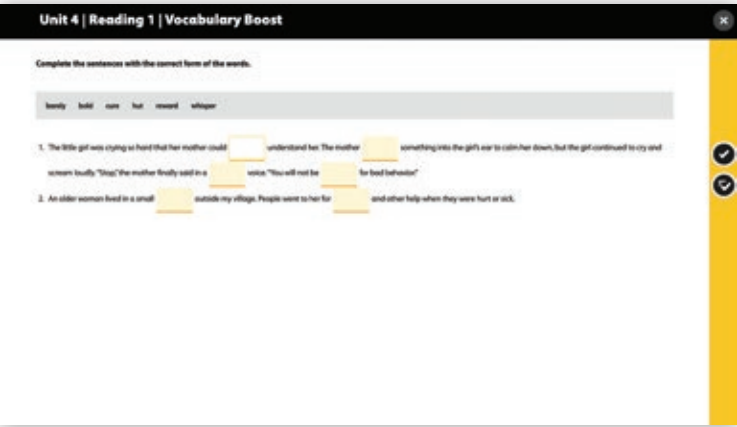 Unit 4 | Reading 1 | Vocabulary Boost
Complete the sentences with the correct form of the words.
barely bold cure hut reward whisper
1. The little girl was crying so hard that her mother could understand her. The mother something into the girl's ear to calm her down, but the girl continued to cry and
scream loudly. "Stop," the mother finally said in a voice. "You will not be for bad behavior."
2. An older woman lived in a small outside my village. People went to her for and other help when they were hurt or sick.